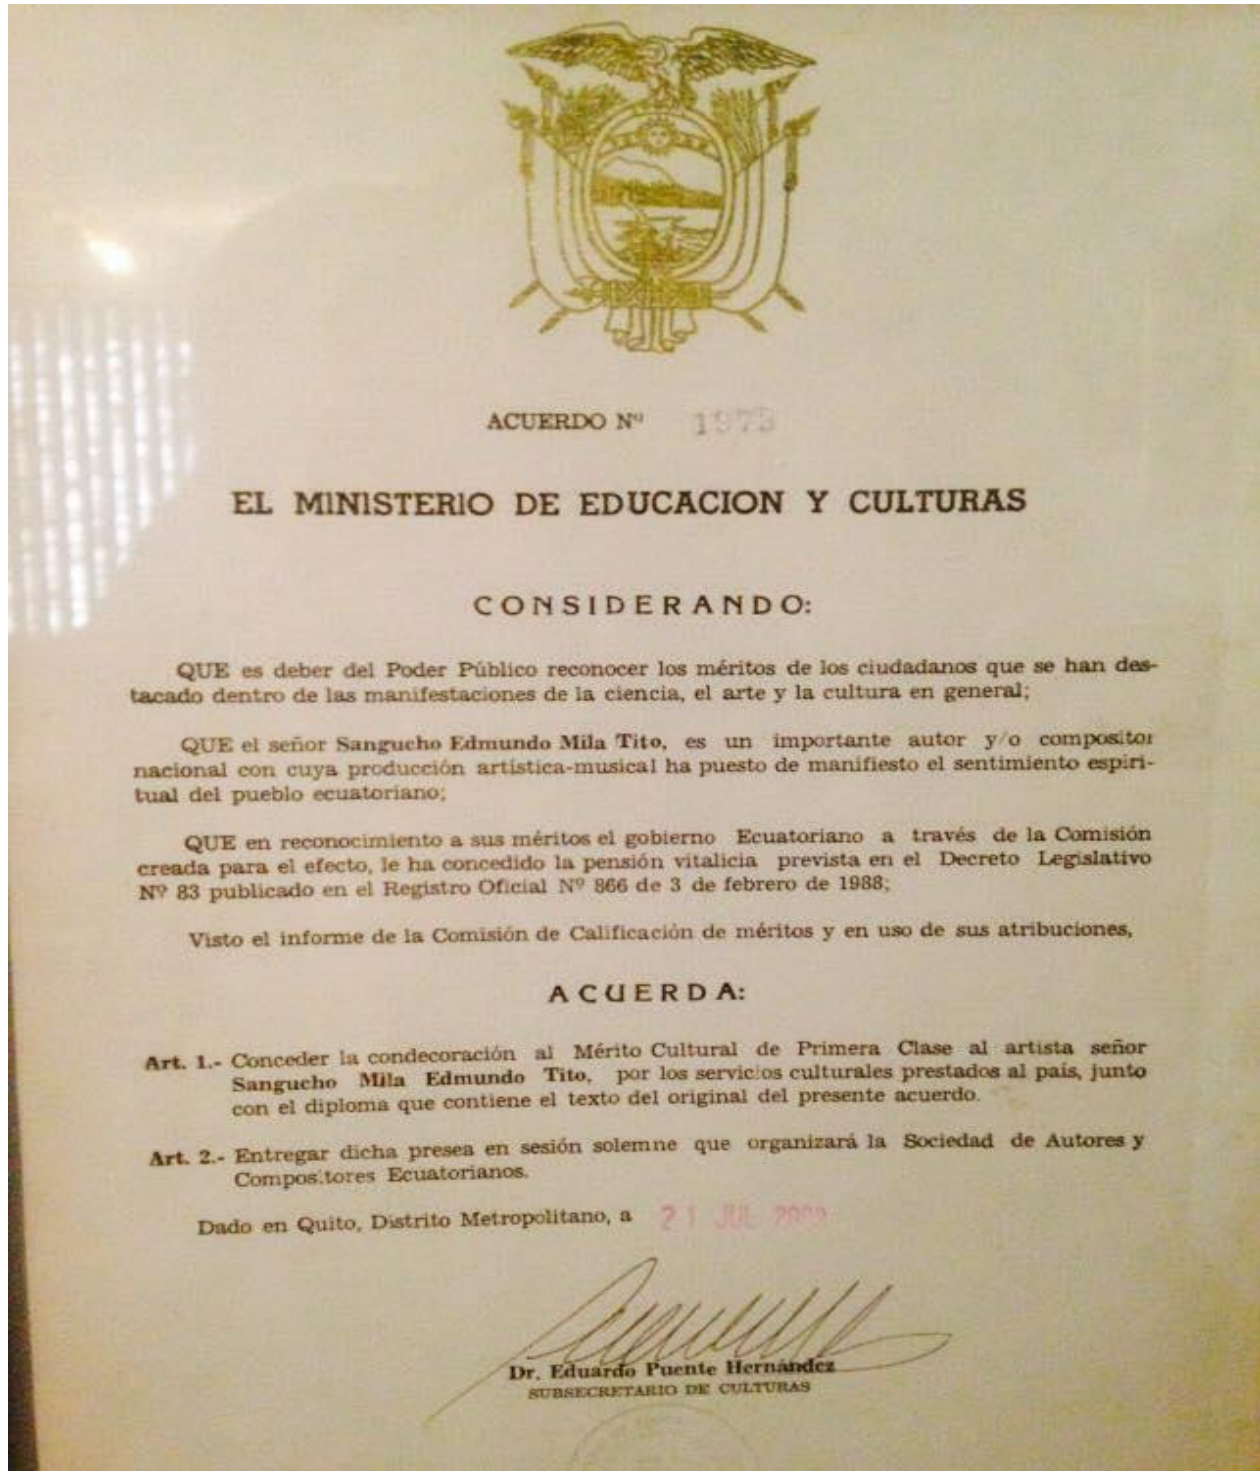 ACUERDO Nº 1973
EL MINISTERIO DE EDUCACION Y CULTURAS
CONSIDERANDO:
QUE es deber del Poder Público reconocer los méritos de los ciudadanos que se han des-
tacado dentro de las manifestaciones de la ciencia, el arte y la cultura en general;
QUE el señor Sangucho Edmundo Mila Tito, es un importante autor y/o compositor
nacional con cuya producción artística-musical ha puesto de manifiesto el sentimiento espiri-
tual del pueblo ecuatoriano;
QUE en reconocimiento a sus méritos el gobierno Ecuatoriano a través de la Comisión
creada para el efecto, le ha concedido la pensión vitalicia prevista en el Decreto Legislativo
Nº 83 publicado en el Registro Oficial Nº 866 de 3 de febrero de 1988;
Visto el informe de la Comisión de Calificación de méritos y en uso de sus atribuciones,
ACUERDA:
Art. 1.- Conceder la condecoración al Mérito Cultural de Primera Clase al artista señor
Sangucho Mila Edmundo Tito, por los servicios culturales prestados al país, junto
con el diploma que contiene el texto del original del presente acuerdo.
Art. 2.- Entregar dicha presea en sesión solemne que organizará la Sociedad de Autores y
Compositores Ecuatorianos.
Dado en Quito, Distrito Metropolitano, a 21 JUL
Dr. Eduardo Puente Hernández
SUBSECRETARIO DE CULTURAS